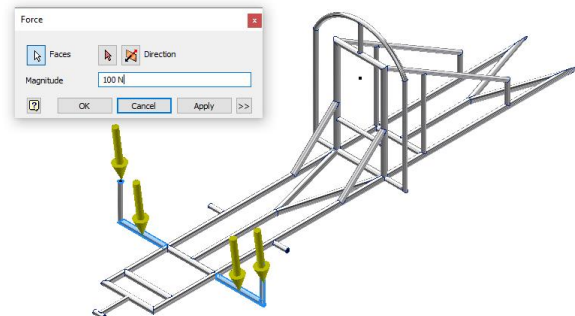 Force
Faces
Direction
Magnitude
100 N
?
OK
Cancel
Apply
>>